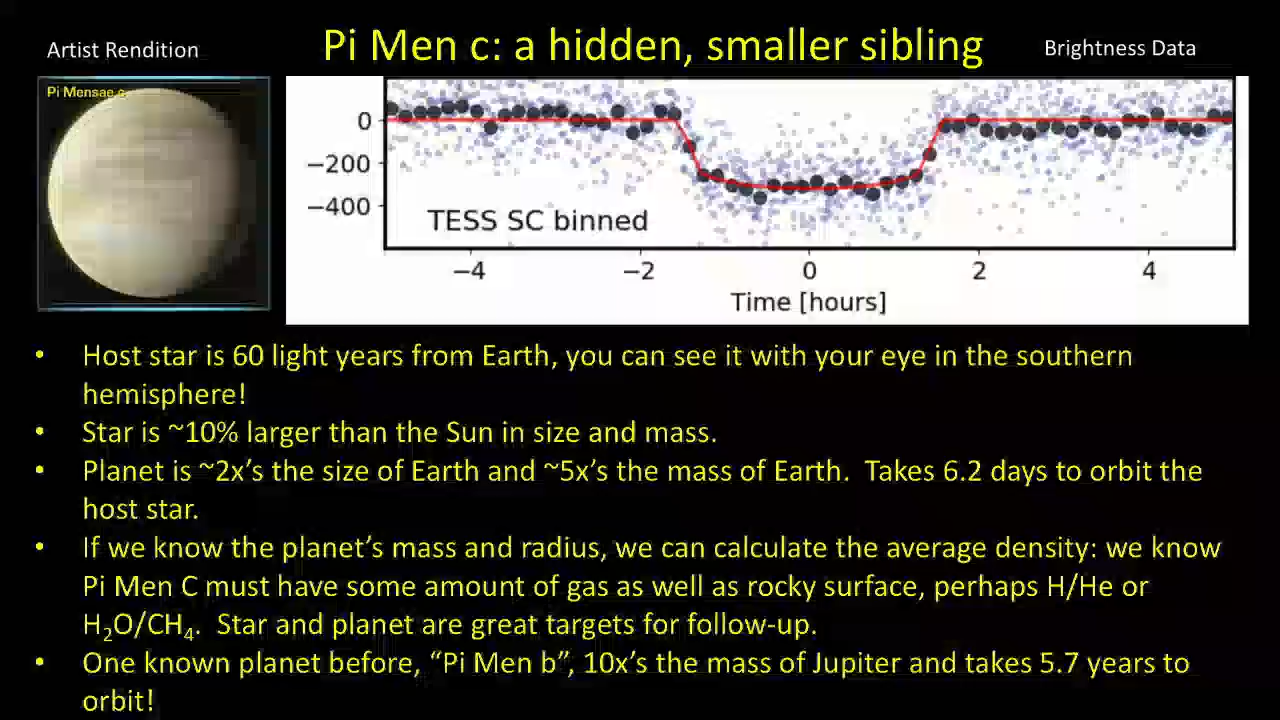 Artist Rendition
Pi Men c: a hidden, smaller sibling
Brightness Data
Pi Mensae c
0
−200
−400
TESS SC binned
−4
−2
0
2
4
Time [hours]
• Host star is 60 light years from Earth, you can see it with your eye in the southern
hemisphere!
• Star is ~10% larger than the Sun in size and mass.
• Planet is ~2x’s the size of Earth and ~5x’s the mass of Earth. Takes 6.2 days to orbit the
host star.
• If we know the planet’s mass and radius, we can calculate the average density: we know
Pi Men C must have some amount of gas as well as rocky surface, perhaps H/He or
H₂O/CH₄. Star and planet are great targets for follow-up.
• One known planet before, “Pi Men b”, 10x’s the mass of Jupiter and takes 5.7 years to
orbit!